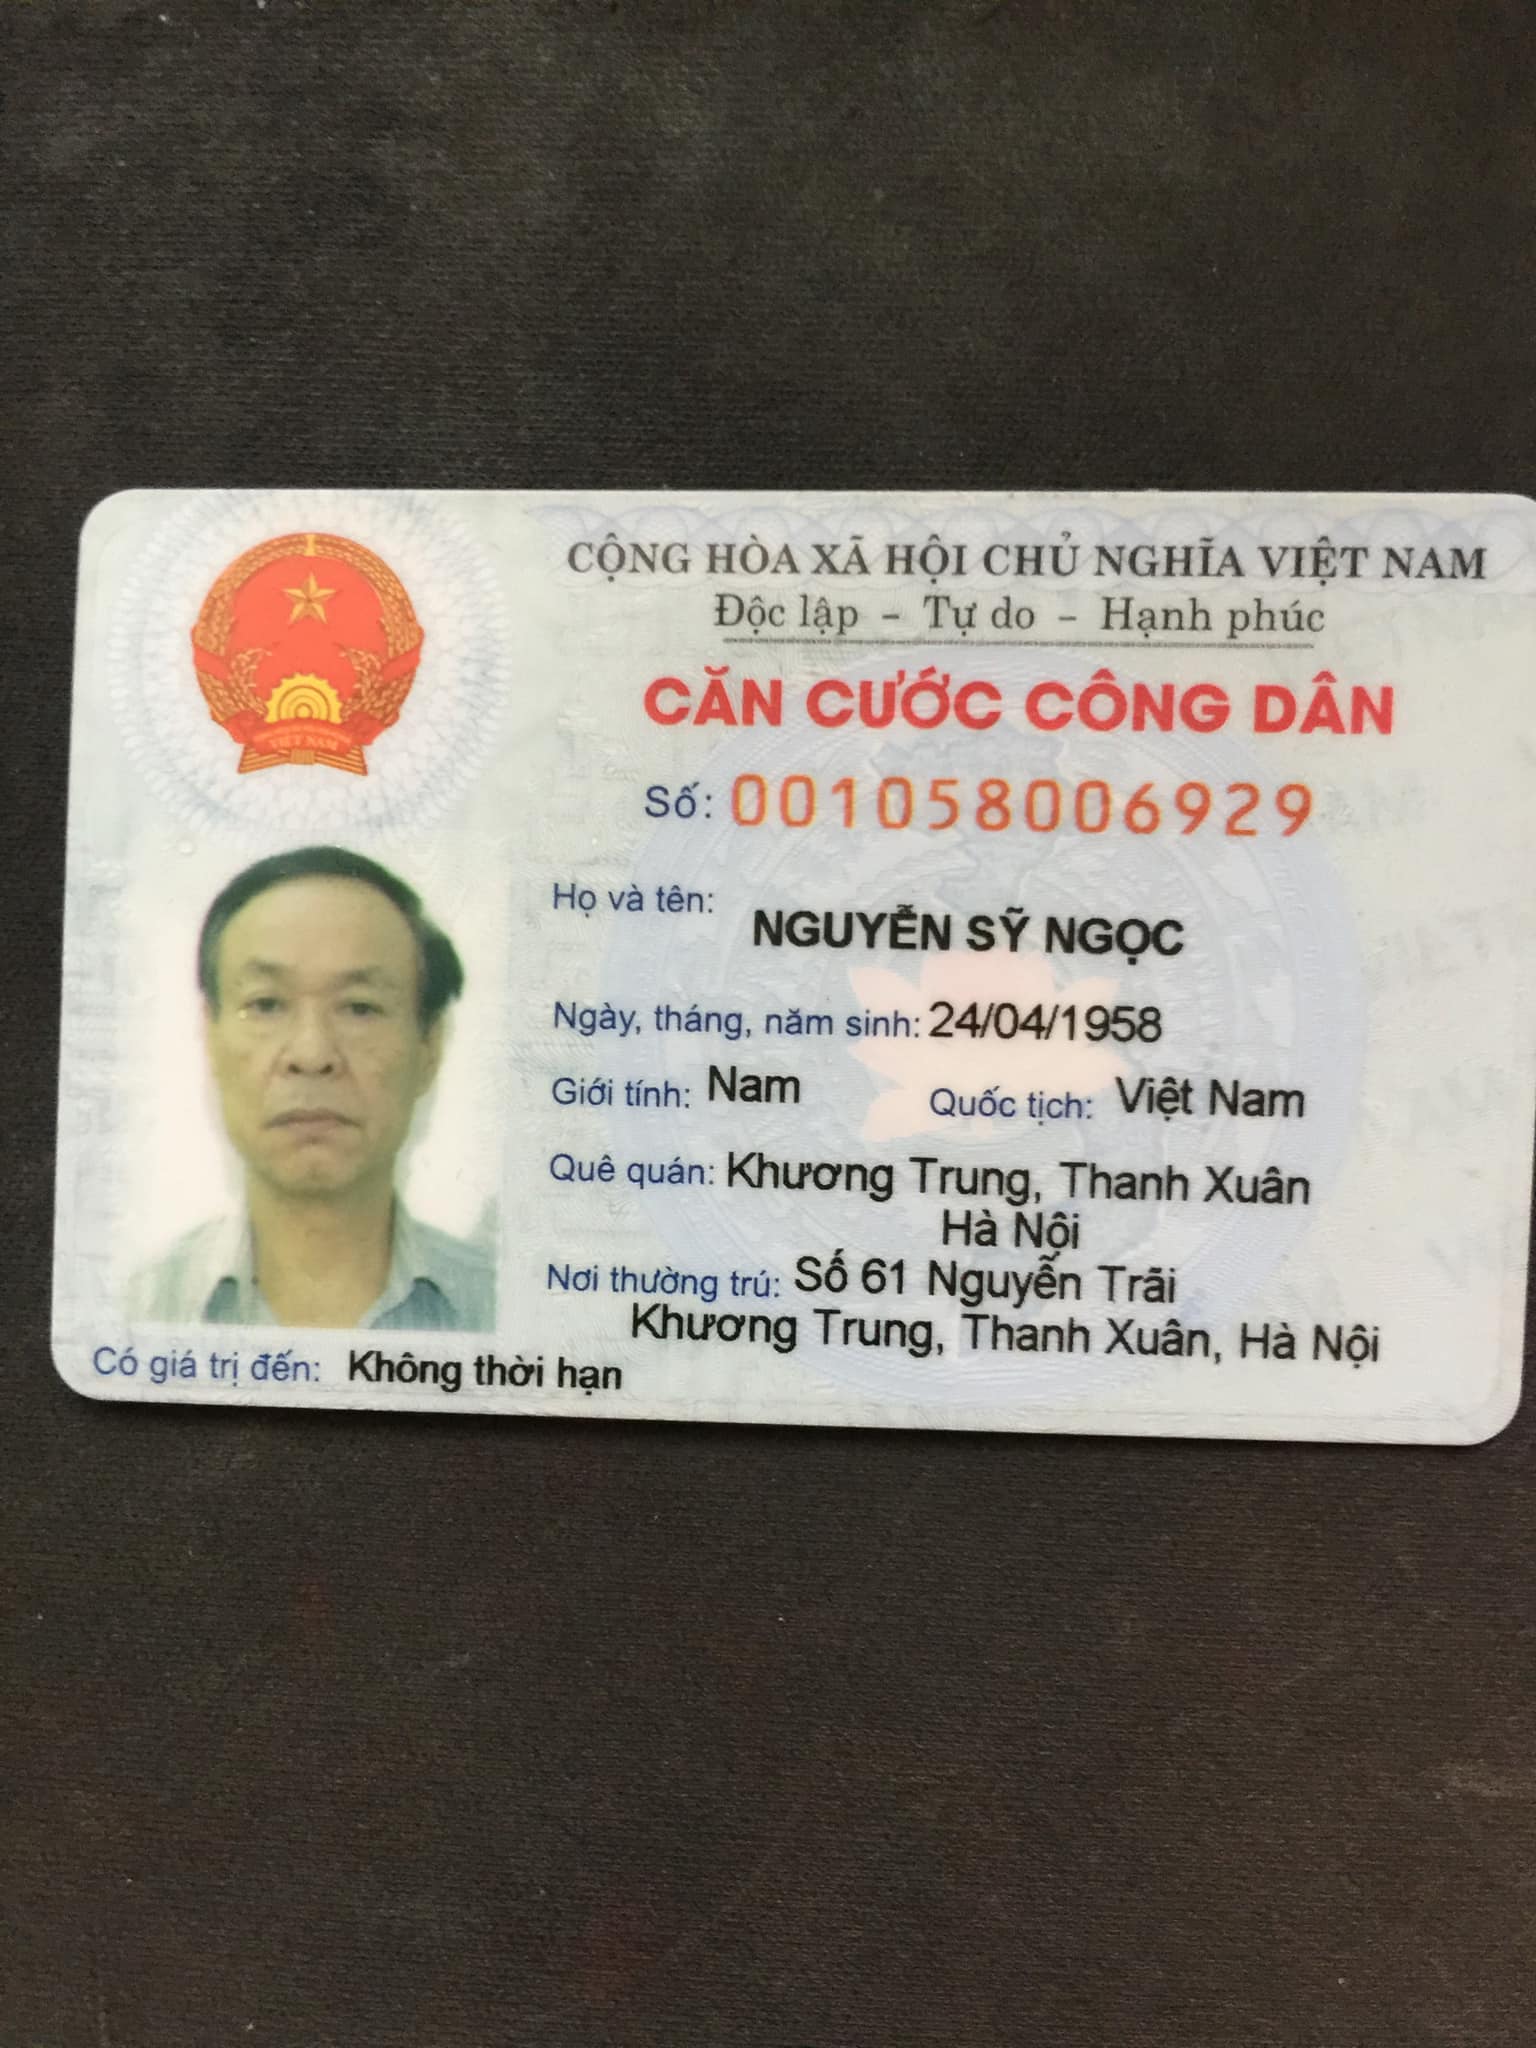 CỘNG HÒA XÃ HỘI CHỦ NGHĨA VIỆT NAM
Độc lập – Tự do – Hạnh phúc
CĂN CƯỚC CÔNG DÂN
Số: 001058006929
Họ và tên: NGUYỄN SỸ NGỌC
Ngày, tháng, năm sinh: 24/04/1958
Giới tính: Nam Quốc tịch: Việt Nam
Quê quán: Khương Trung, Thanh Xuân
Hà Nội
Nơi thường trú: Số 61 Nguyễn Trãi
Khương Trung, Thanh Xuân, Hà Nội
Có giá trị đến: Không thời hạn
VIỆT NAM